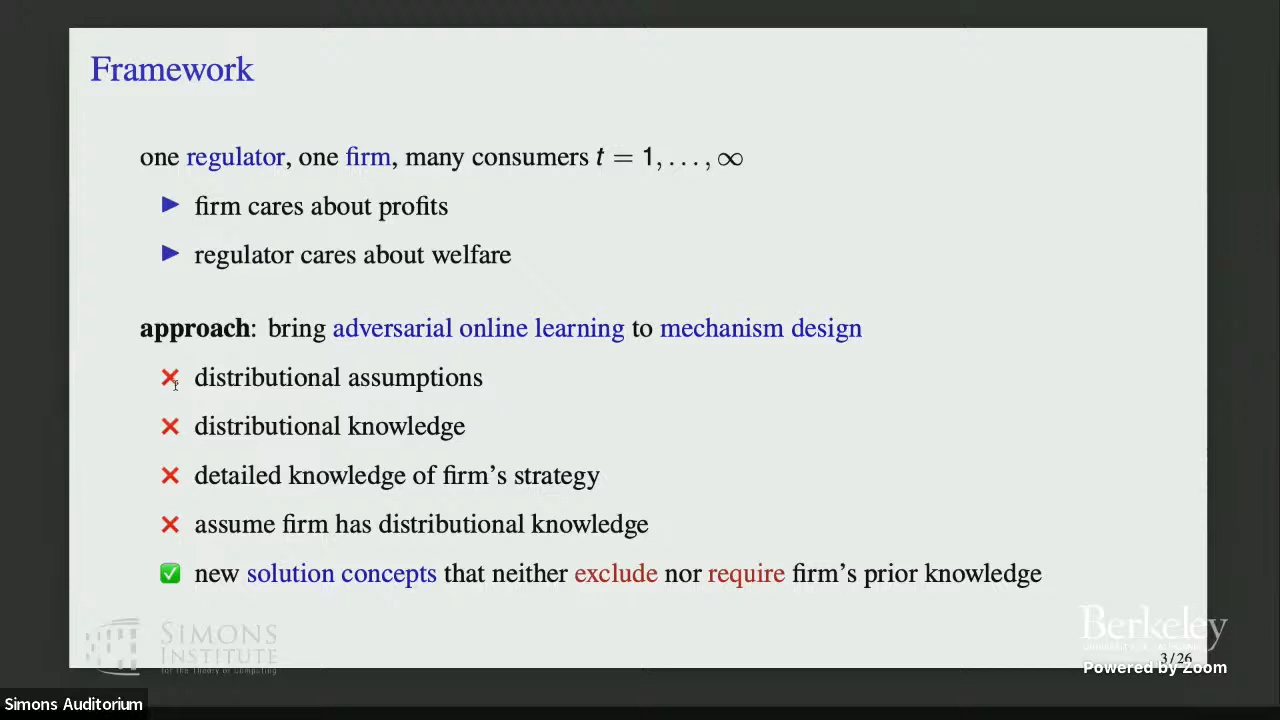 Framework
one regulator, one firm, many consumers t = 1, . . . , ∞
▶ firm cares about profits
▶ regulator cares about welfare
approach: bring adversarial online learning to mechanism design
❌ distributional assumptions
❌ distributional knowledge
❌ detailed knowledge of firm's strategy
❌ assume firm has distributional knowledge
✅ new solution concepts that neither exclude nor require firm's prior knowledge
SIMONS
INSTITUTE
for the Theory of Computing
Berkeley
UNIVERSITY OF CALIFORNIA
3/26
Powered by Zoom
Simons Auditorium